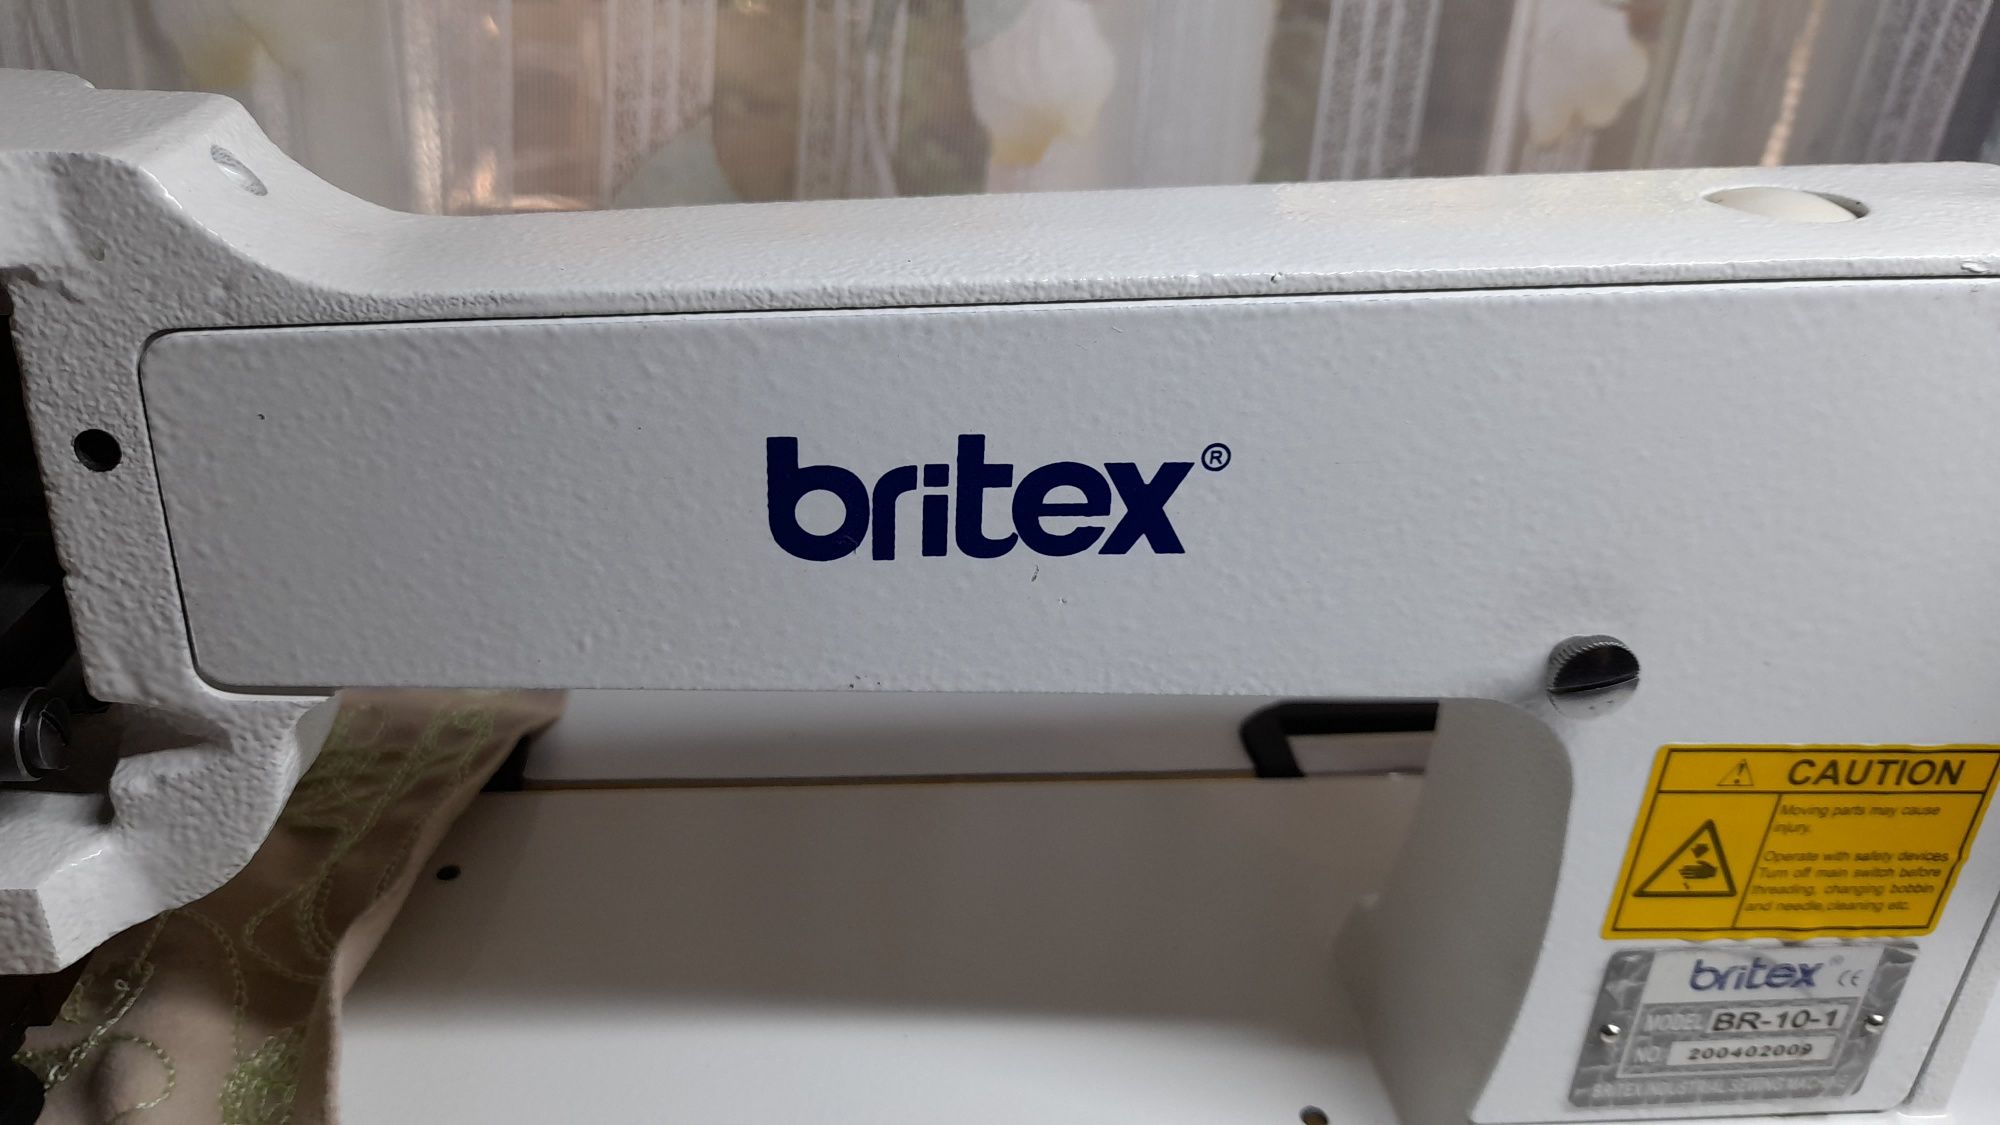 britex®
CAUTION
Moving parts may cause
injury.
Operate with safety devices
Turn off main switch before
threading, changing bobbin
and needle,cleaning etc.
britex® CE
MODEL BR-10-1
NO. 200402009
BRITEX INDUSTRIAL SEWING MACHINE